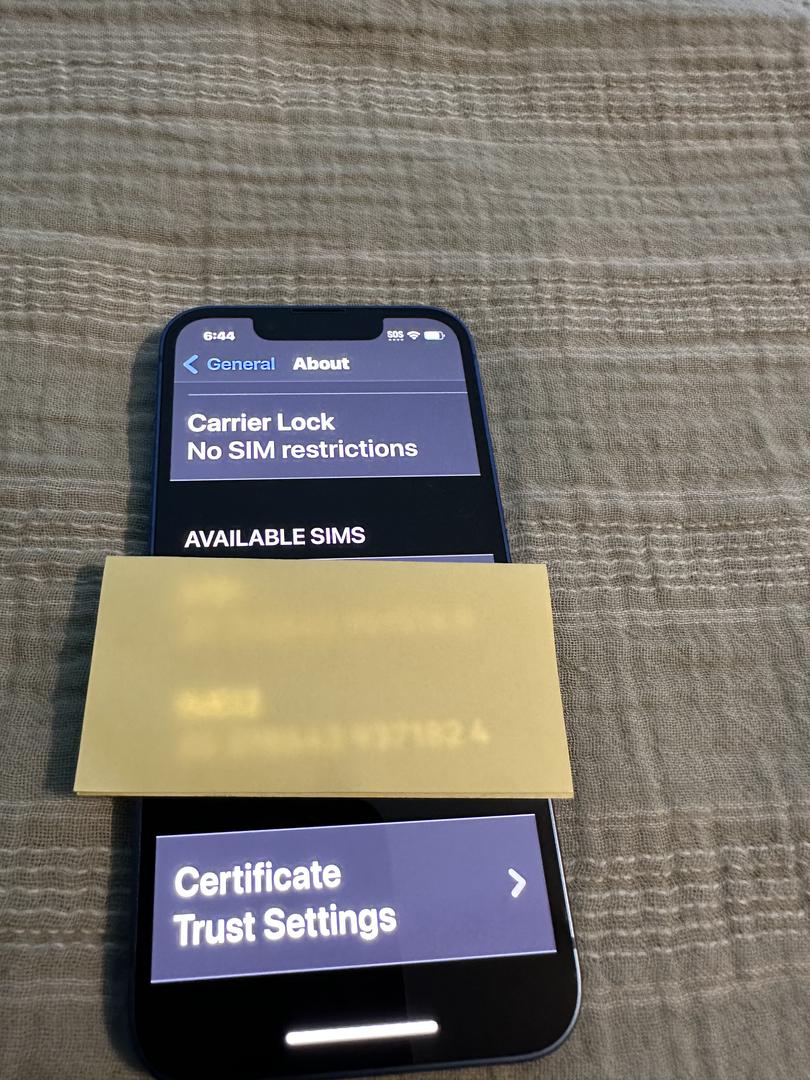 6:44
SOS
General
About
Carrier Lock
No SIM restrictions
AVAILABLE SIMS
Certificate
Trust Settings